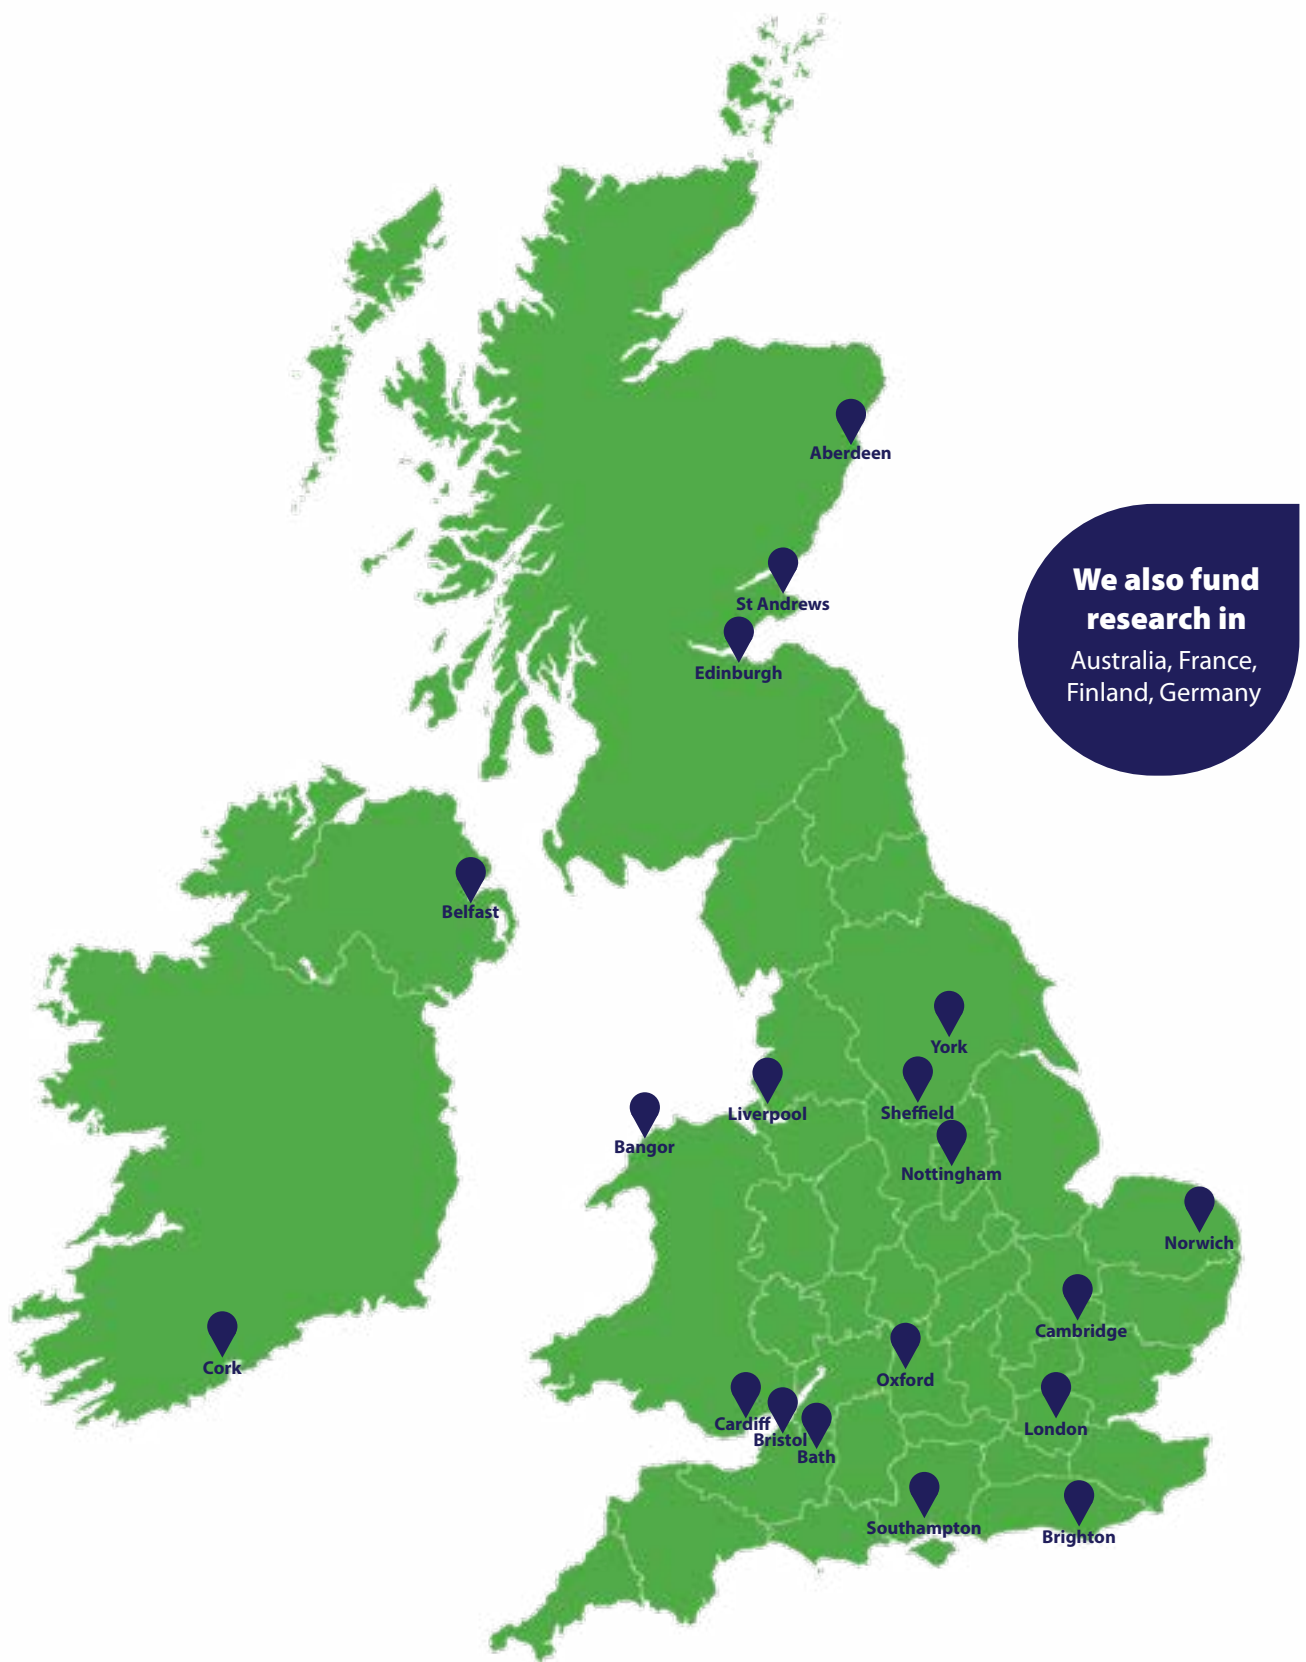 Aberdeen
We also fund
research in
Australia, France,
Finland, Germany
St Andrews
Edinburgh
Belfast
York
Liverpool
Sheffield
Bangor
Nottingham
Norwich
Cambridge
Cork
Oxford
Cardiff
London
Bristol
Bath
Southampton
Brighton